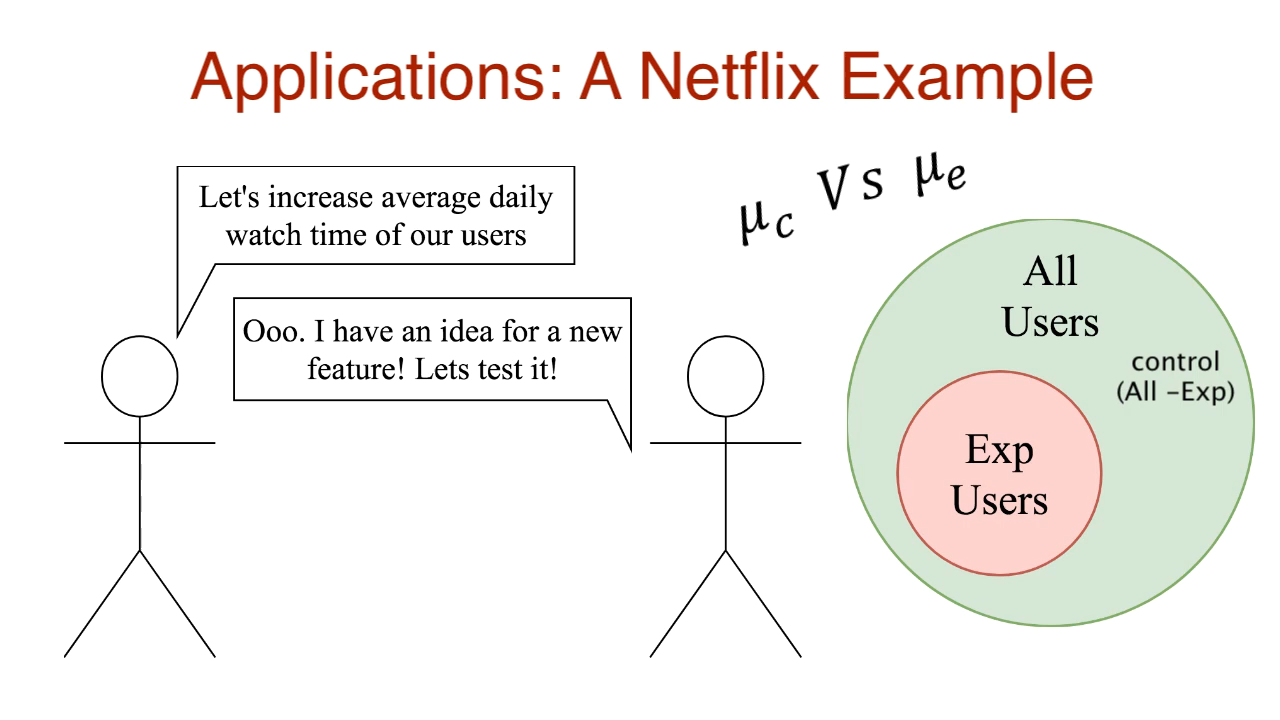 Applications: A Netflix Example
Let's increase average daily
watch time of our users
Ooo. I have an idea for a new
feature! Lets test it!
μc Vs μe
All
Users
control
(All –Exp)
Exp
Users